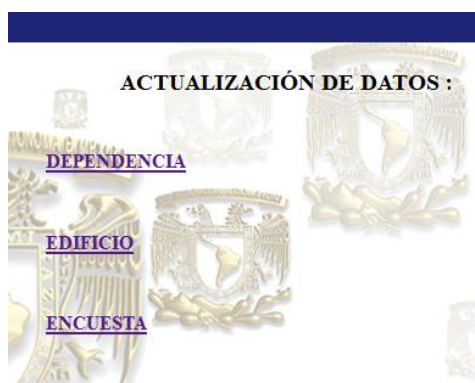 ACTUALIZACIÓN DE DATOS :
DEPENDENCIA
EDIFICIO
ENCUESTA